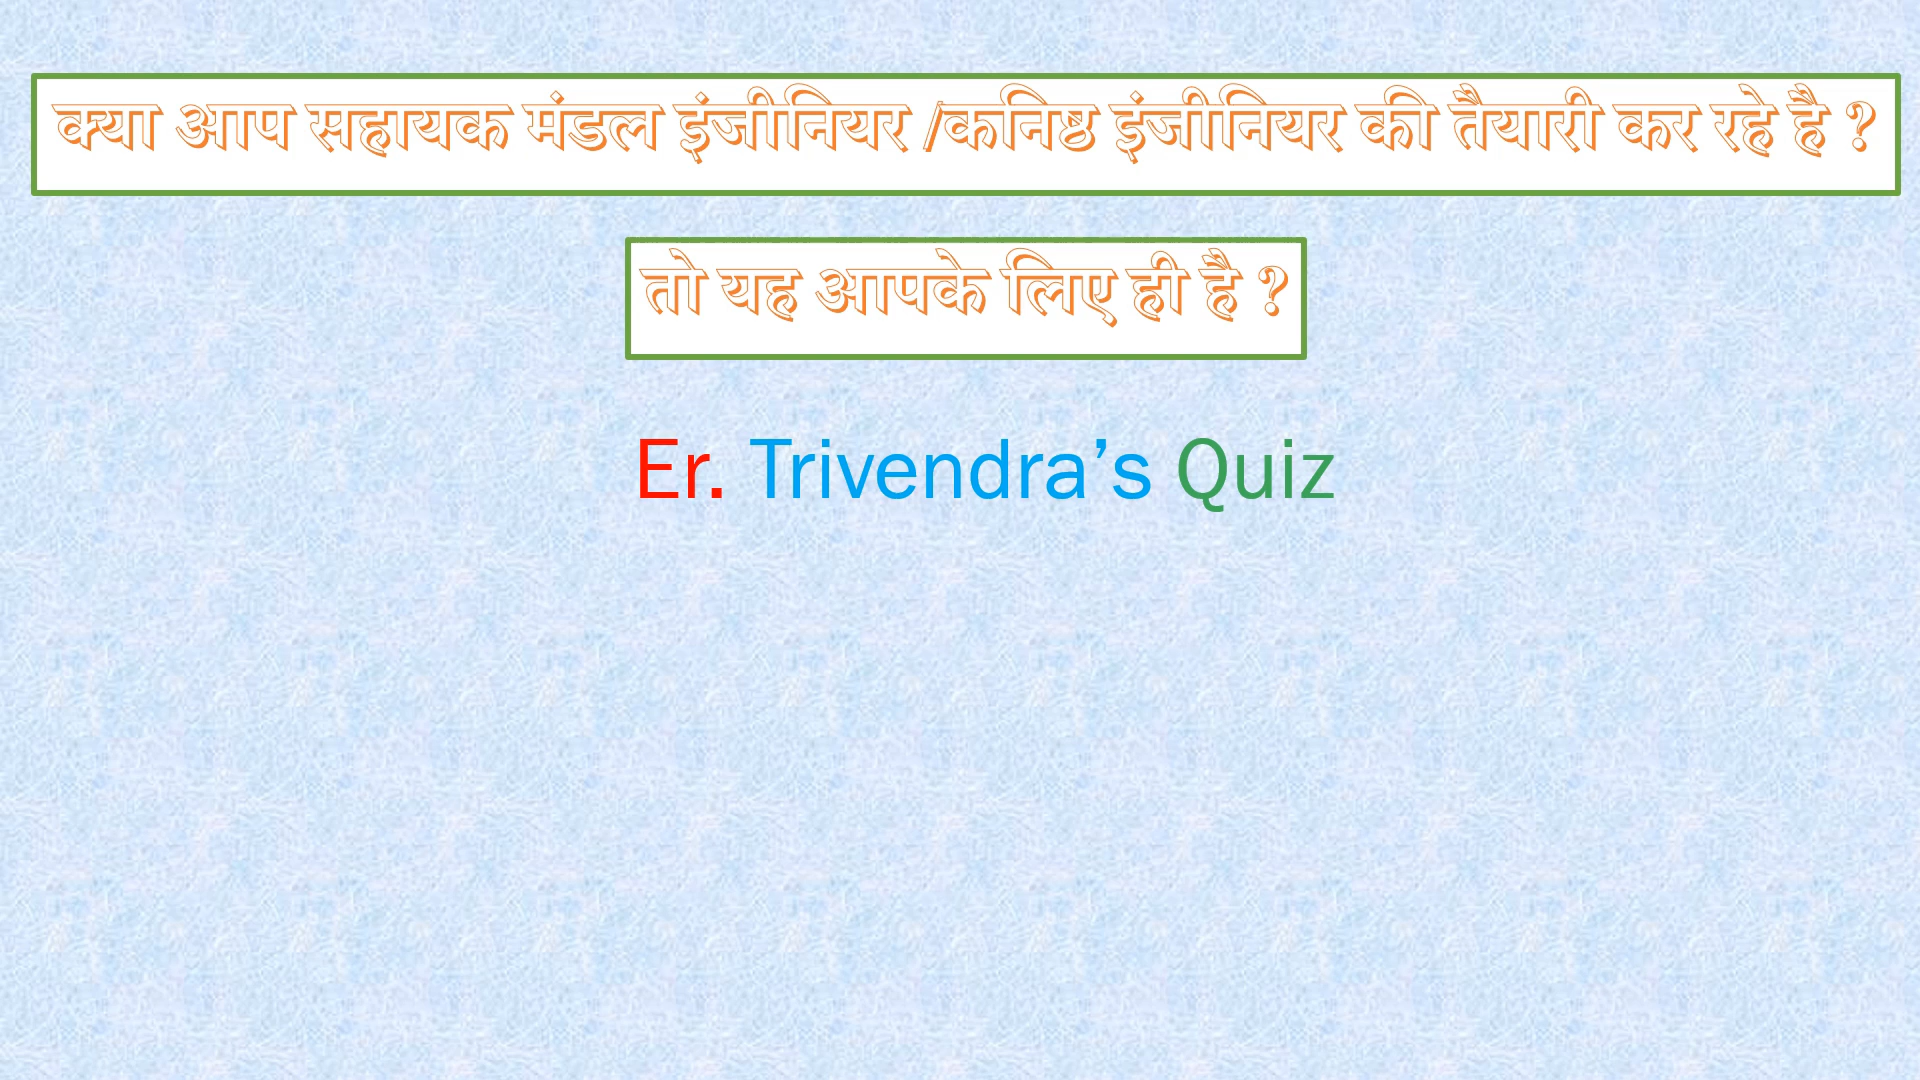 क्या आप सहायक मंडल इंजीनियर /कनिष्ठ इंजीनियर की तैयारी कर रहे है ?
तो यह आपके लिए ही है ?
Er. Trivendra’s Quiz